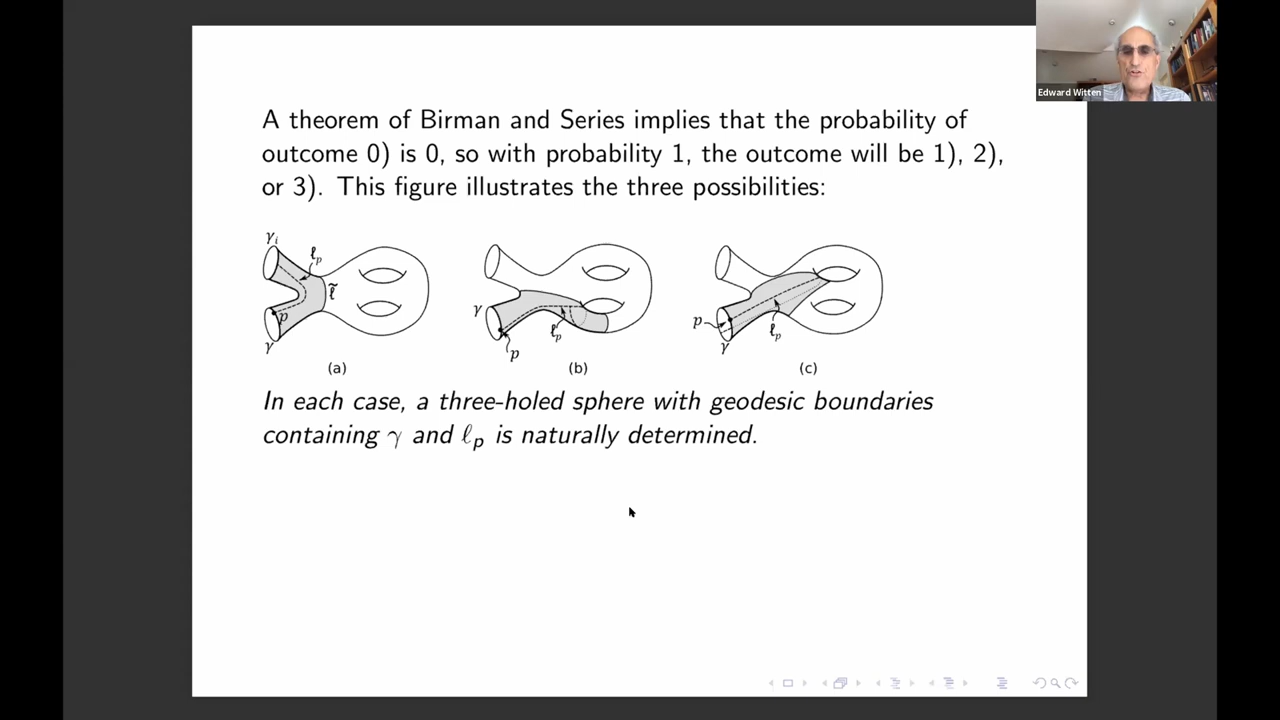 Edward Witten
A theorem of Birman and Series implies that the probability of
outcome 0) is 0, so with probability 1, the outcome will be 1), 2),
or 3). This figure illustrates the three possibilities:
γᵢ ℓₚ ℓ̃ p γ
γ ℓₚ p
p ℓₚ γ
(a) (b) (c)
In each case, a three-holed sphere with geodesic boundaries
containing γ and ℓₚ is naturally determined.